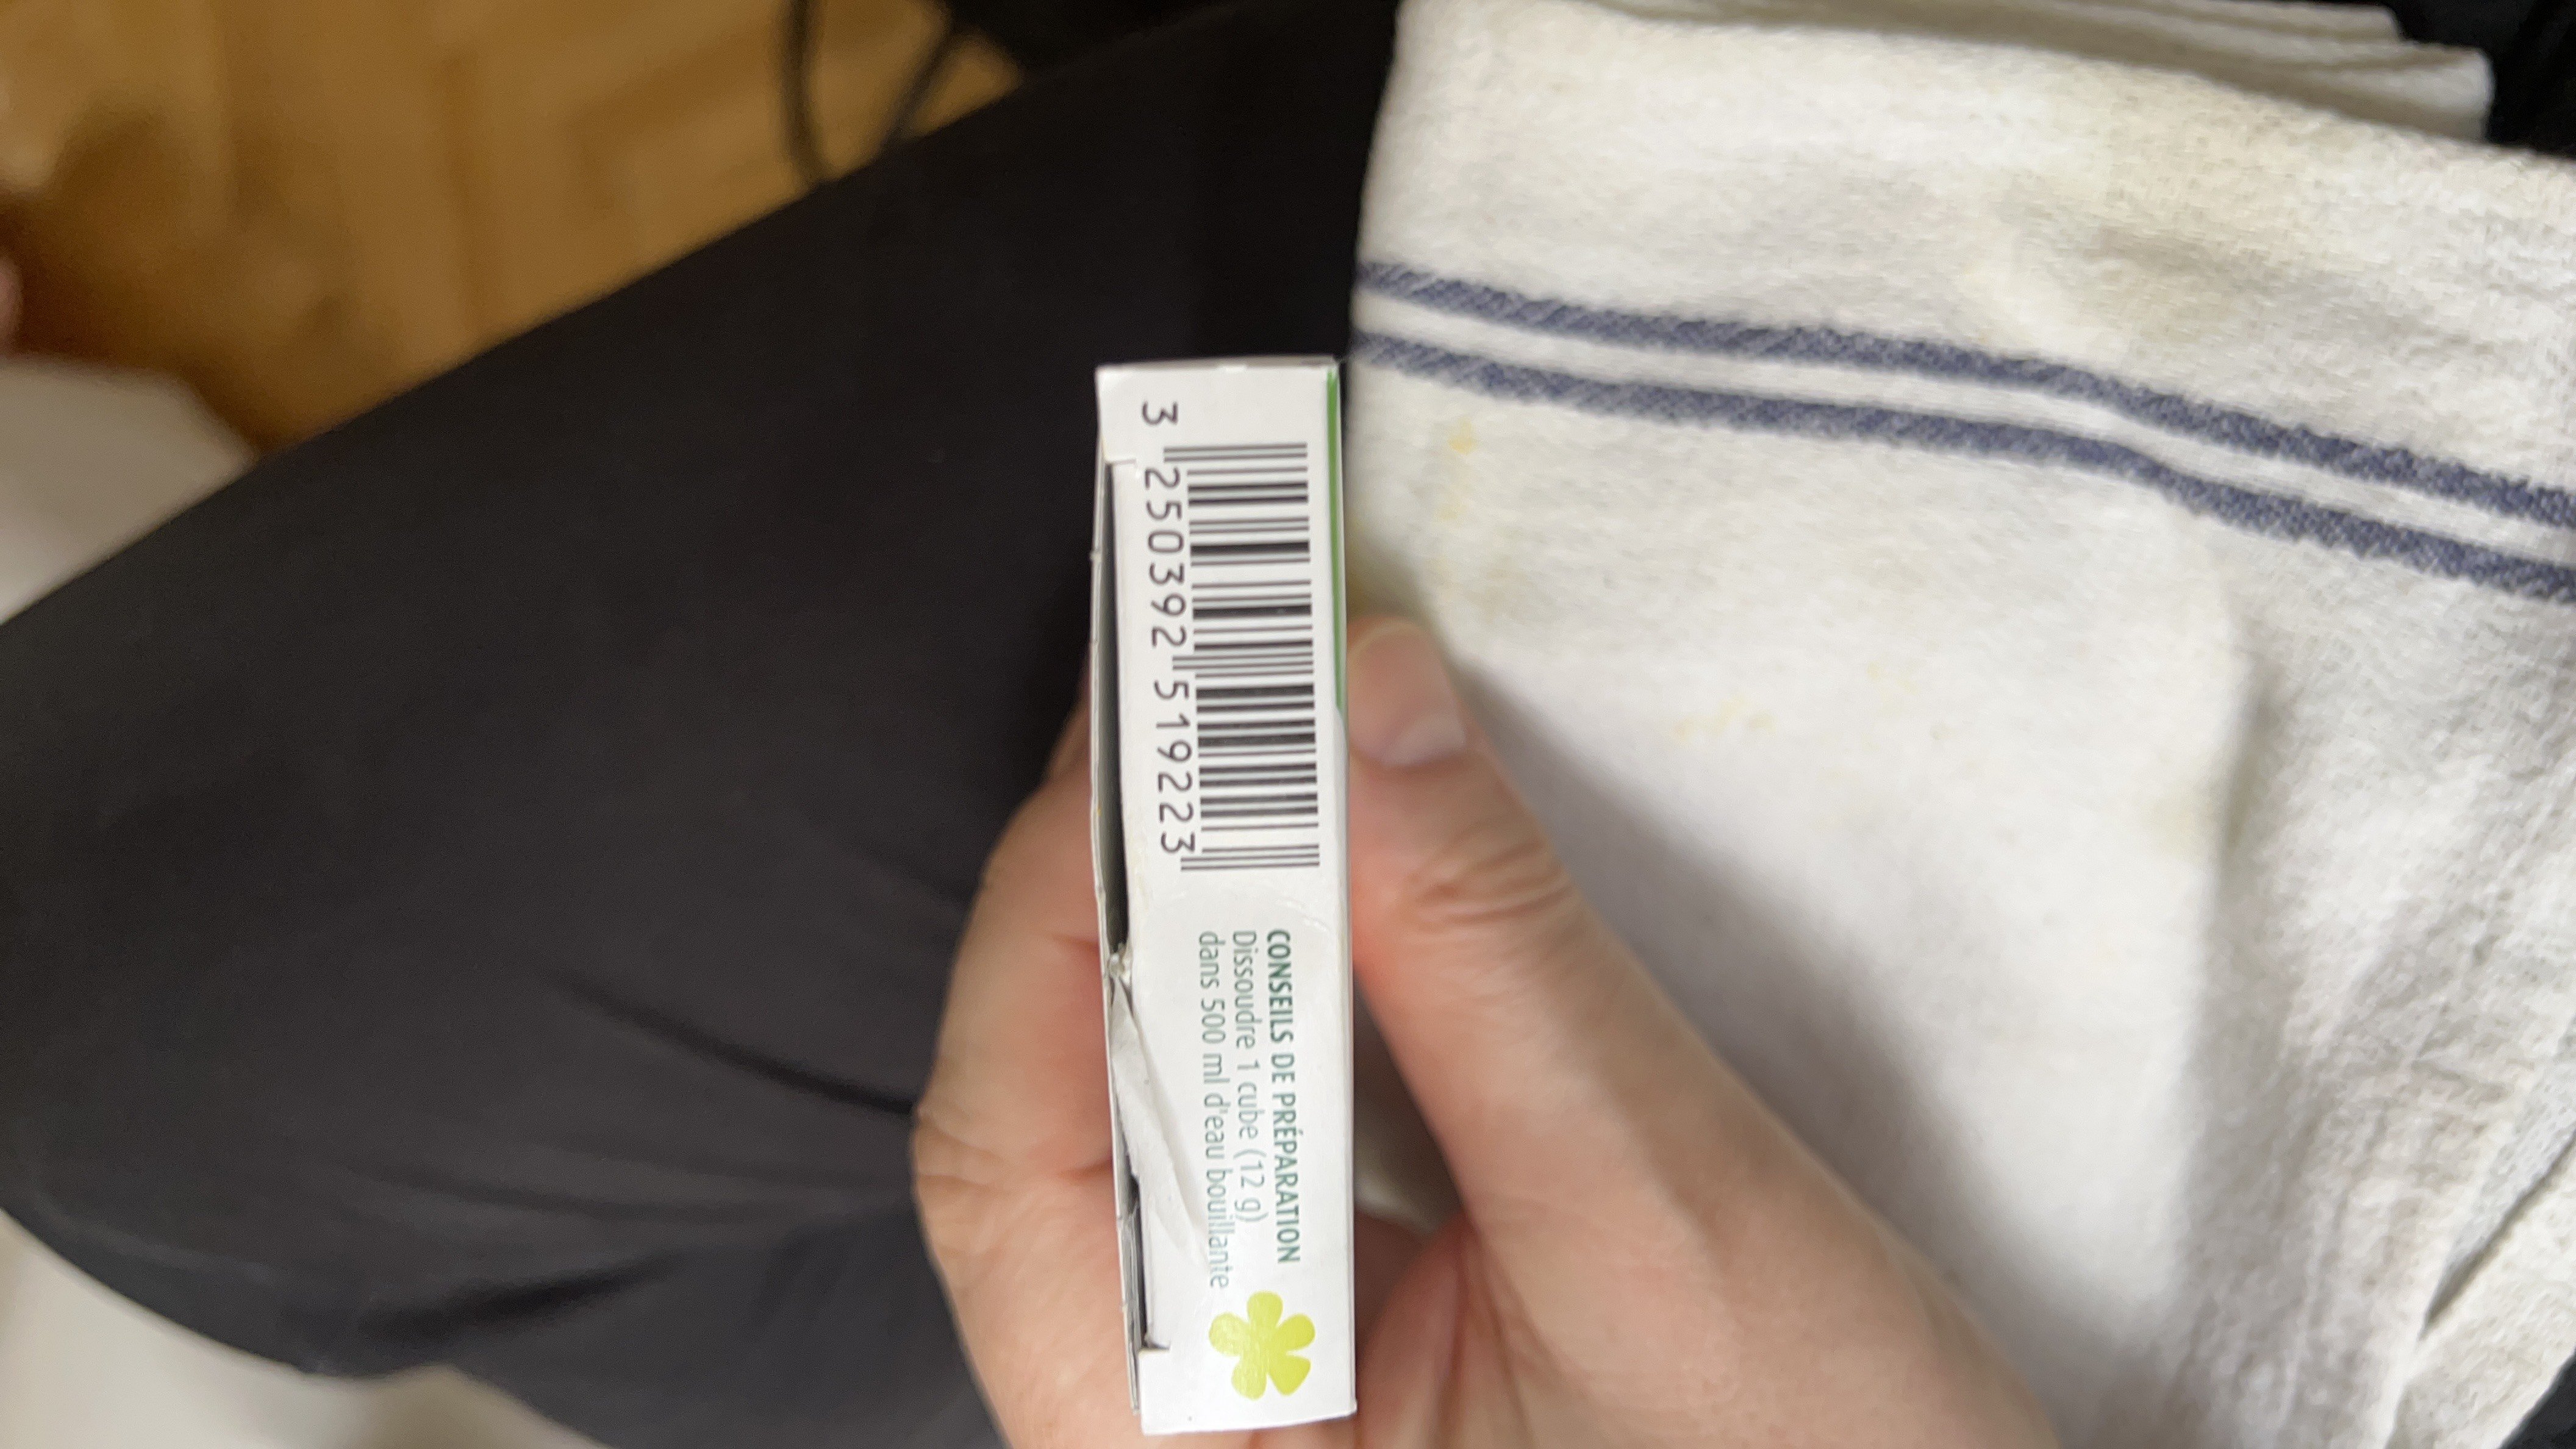 3 250392 519223
CONSEILS DE PRÉPARATION
Dissoudre 1 cube (12 g)
dans 500 ml d'eau bouillante